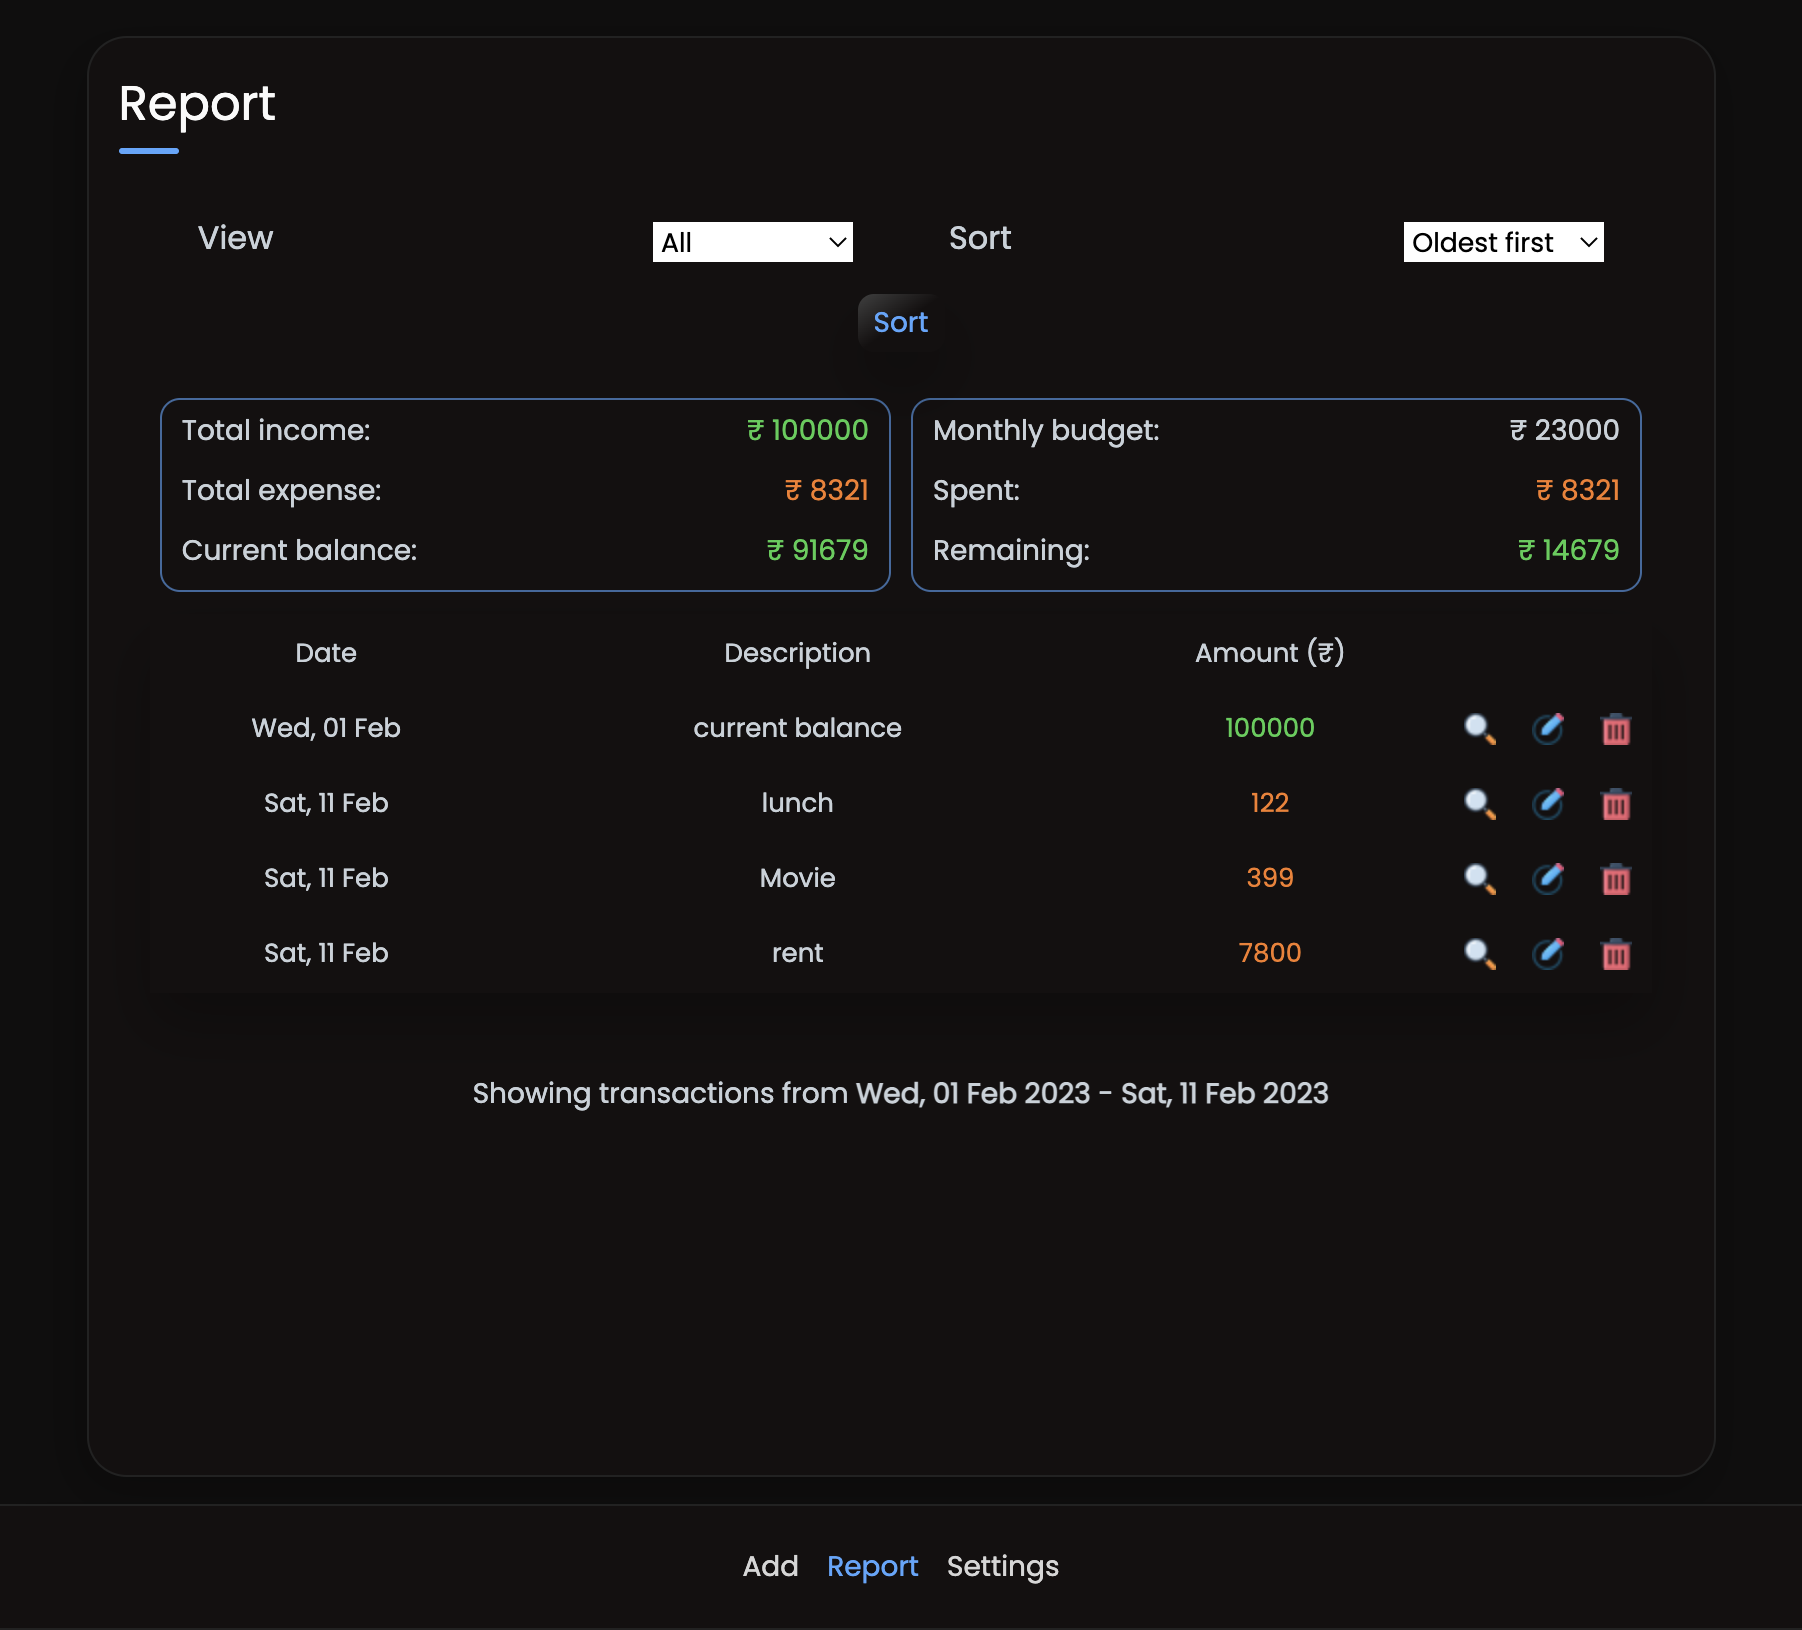 Report
View All Sort Oldest first
Sort
Total income: ₹ 100000
Total expense: ₹ 8321
Current balance: ₹ 91679
Monthly budget: ₹ 23000
Spent: ₹ 8321
Remaining: ₹ 14679
Date Description Amount (₹)
Wed, 01 Feb current balance 100000
Sat, 11 Feb lunch 122
Sat, 11 Feb Movie 399
Sat, 11 Feb rent 7800
Showing transactions from Wed, 01 Feb 2023 - Sat, 11 Feb 2023
Add Report Settings